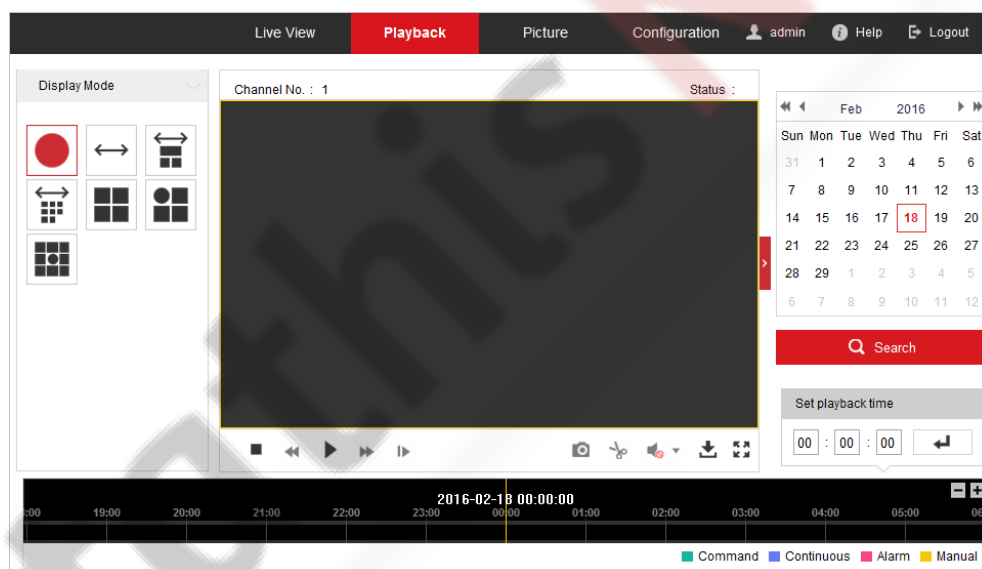 Live View Playback Picture Configuration admin Help Logout
Display Mode
Channel No. : 1 Status :
Feb 2016
Sun Mon Tue Wed Thu Fri Sat
31 1 2 3 4 5 6
7 8 9 10 11 12 13
14 15 16 17 18 19 20
21 22 23 24 25 26 27
28 29 1 2 3 4 5
6 7 8 9 10 11 12
Search
Set playback time
00 : 00 : 00
2016-02-18 00:00:00
:00 19:00 20:00 21:00 22:00 23:00 00:00 01:00 02:00 03:00 04:00 05:00 06
Command Continuous Alarm Manual